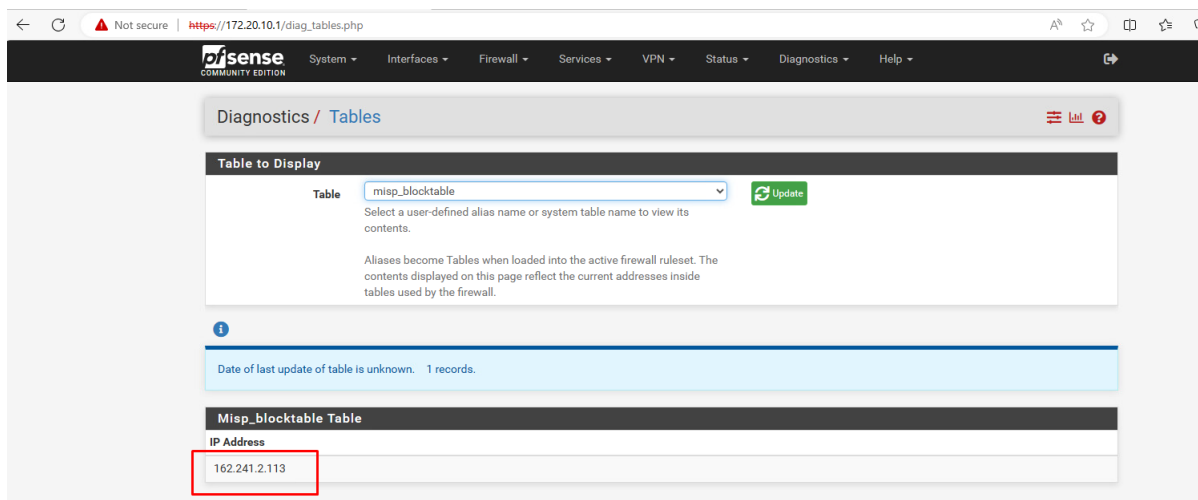 Not secure | https://172.20.10.1/diag_tables.php
pfsense COMMUNITY EDITION
System Interfaces Firewall Services VPN Status Diagnostics Help
Diagnostics / Tables
Table to Display
Table misp_blocktable Update
Select a user-defined alias name or system table name to view its
contents.
Aliases become Tables when loaded into the active firewall ruleset. The
contents displayed on this page reflect the current addresses inside
tables used by the firewall.
Date of last update of table is unknown. 1 records.
Misp_blocktable Table
IP Address
162.241.2.113